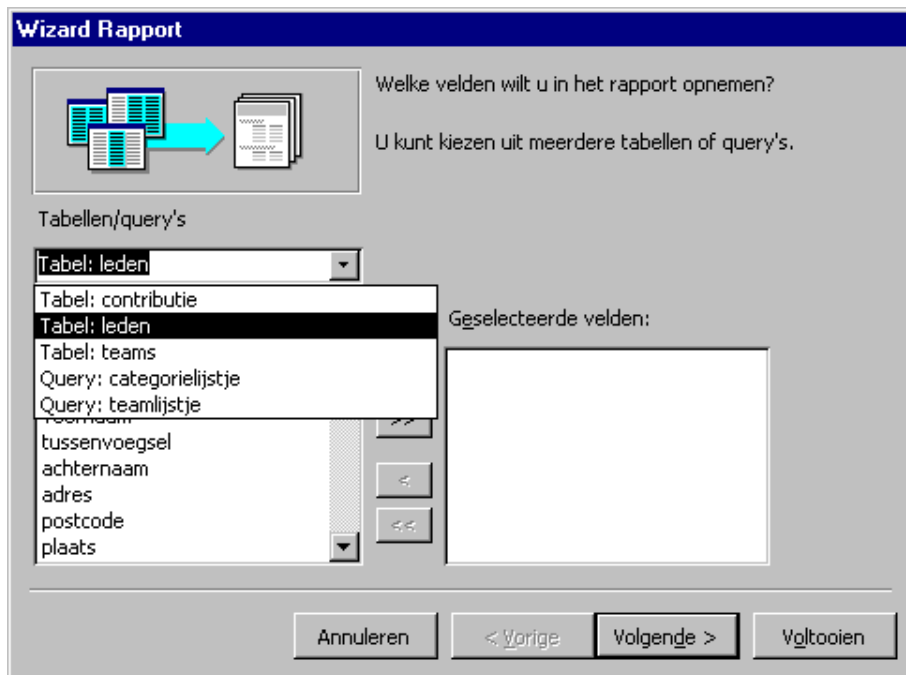 Wizard Rapport
Welke velden wilt u in het rapport opnemen?
U kunt kiezen uit meerdere tabellen of query's.
Tabellen/query's
Tabel: leden
Tabel: contributie
Tabel: leden
Tabel: teams
Query: categorielijstje
Query: teamlijstje
Geselecteerde velden:
>>
tussenvoegsel
achternaam
<
adres
postcode
<<
plaats
Annuleren
< Vorige
Volgende >
Voltooien